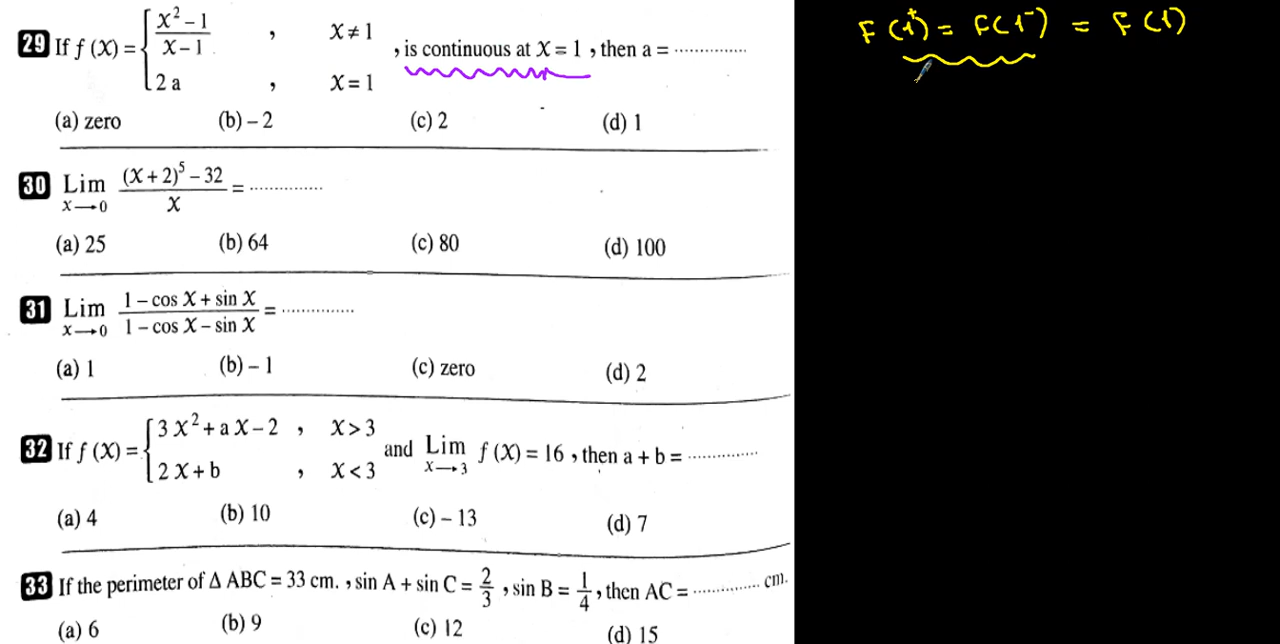 29 If f (X) = { (X² – 1)/(X – 1) , X ≠ 1
2 a , X = 1
, is continuous at X = 1 , then a = ...............
(a) zero (b) – 2 (c) 2 (d) 1
30 Lim X→0 ((X + 2)⁵ – 32)/X = ...............
(a) 25 (b) 64 (c) 80 (d) 100
31 Lim X→0 (1 – cos X + sin X)/(1 – cos X – sin X) = ...............
(a) 1 (b) – 1 (c) zero (d) 2
32 If f (X) = { 3 X² + a X – 2 , X > 3
2 X + b , X < 3
and Lim X→3 f (X) = 16 , then a + b = ...............
(a) 4 (b) 10 (c) – 13 (d) 7
33 If the perimeter of Δ ABC = 33 cm. , sin A + sin C = 2/3 , sin B = 1/4 , then AC = ............... cm.
(a) 6 (b) 9 (c) 12 (d) 15
F(1⁺) = F(1⁻) = F(1)